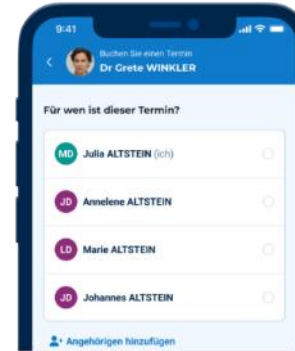 9:41
Buchen Sie einen Termin
Dr Grete WINKLER
Für wen ist dieser Termin?
MD Julia ALTSTEIN (ich)
JD Annelene ALTSTEIN
LD Marie ALTSTEIN
JD Johannes ALTSTEIN
Angehörigen hinzufügen